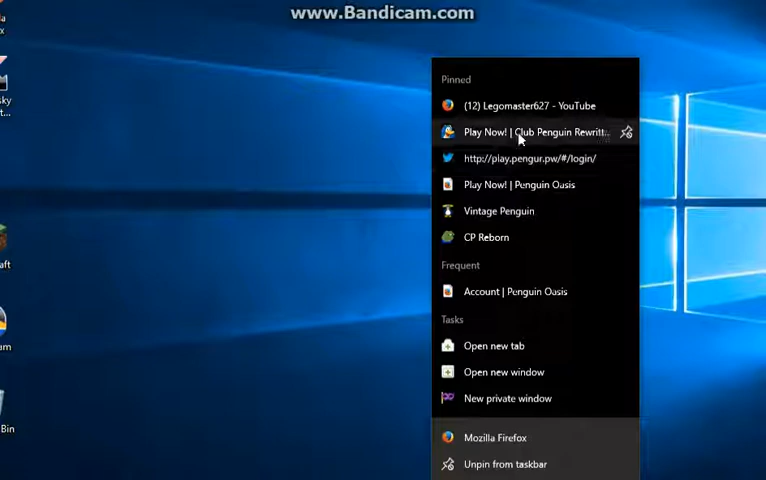 www.Bandicam.com
Pinned
(12) Legomaster627 - YouTube
Play Now! | Club Penguin Rewritt...
http://play.pengur.pw/#/login/
Play Now! | Penguin Oasis
Vintage Penguin
CP Reborn
Frequent
Account | Penguin Oasis
Tasks
Open new tab
Open new window
New private window
Mozilla Firefox
Unpin from taskbar
x
sky
t...
aft
am
Bin